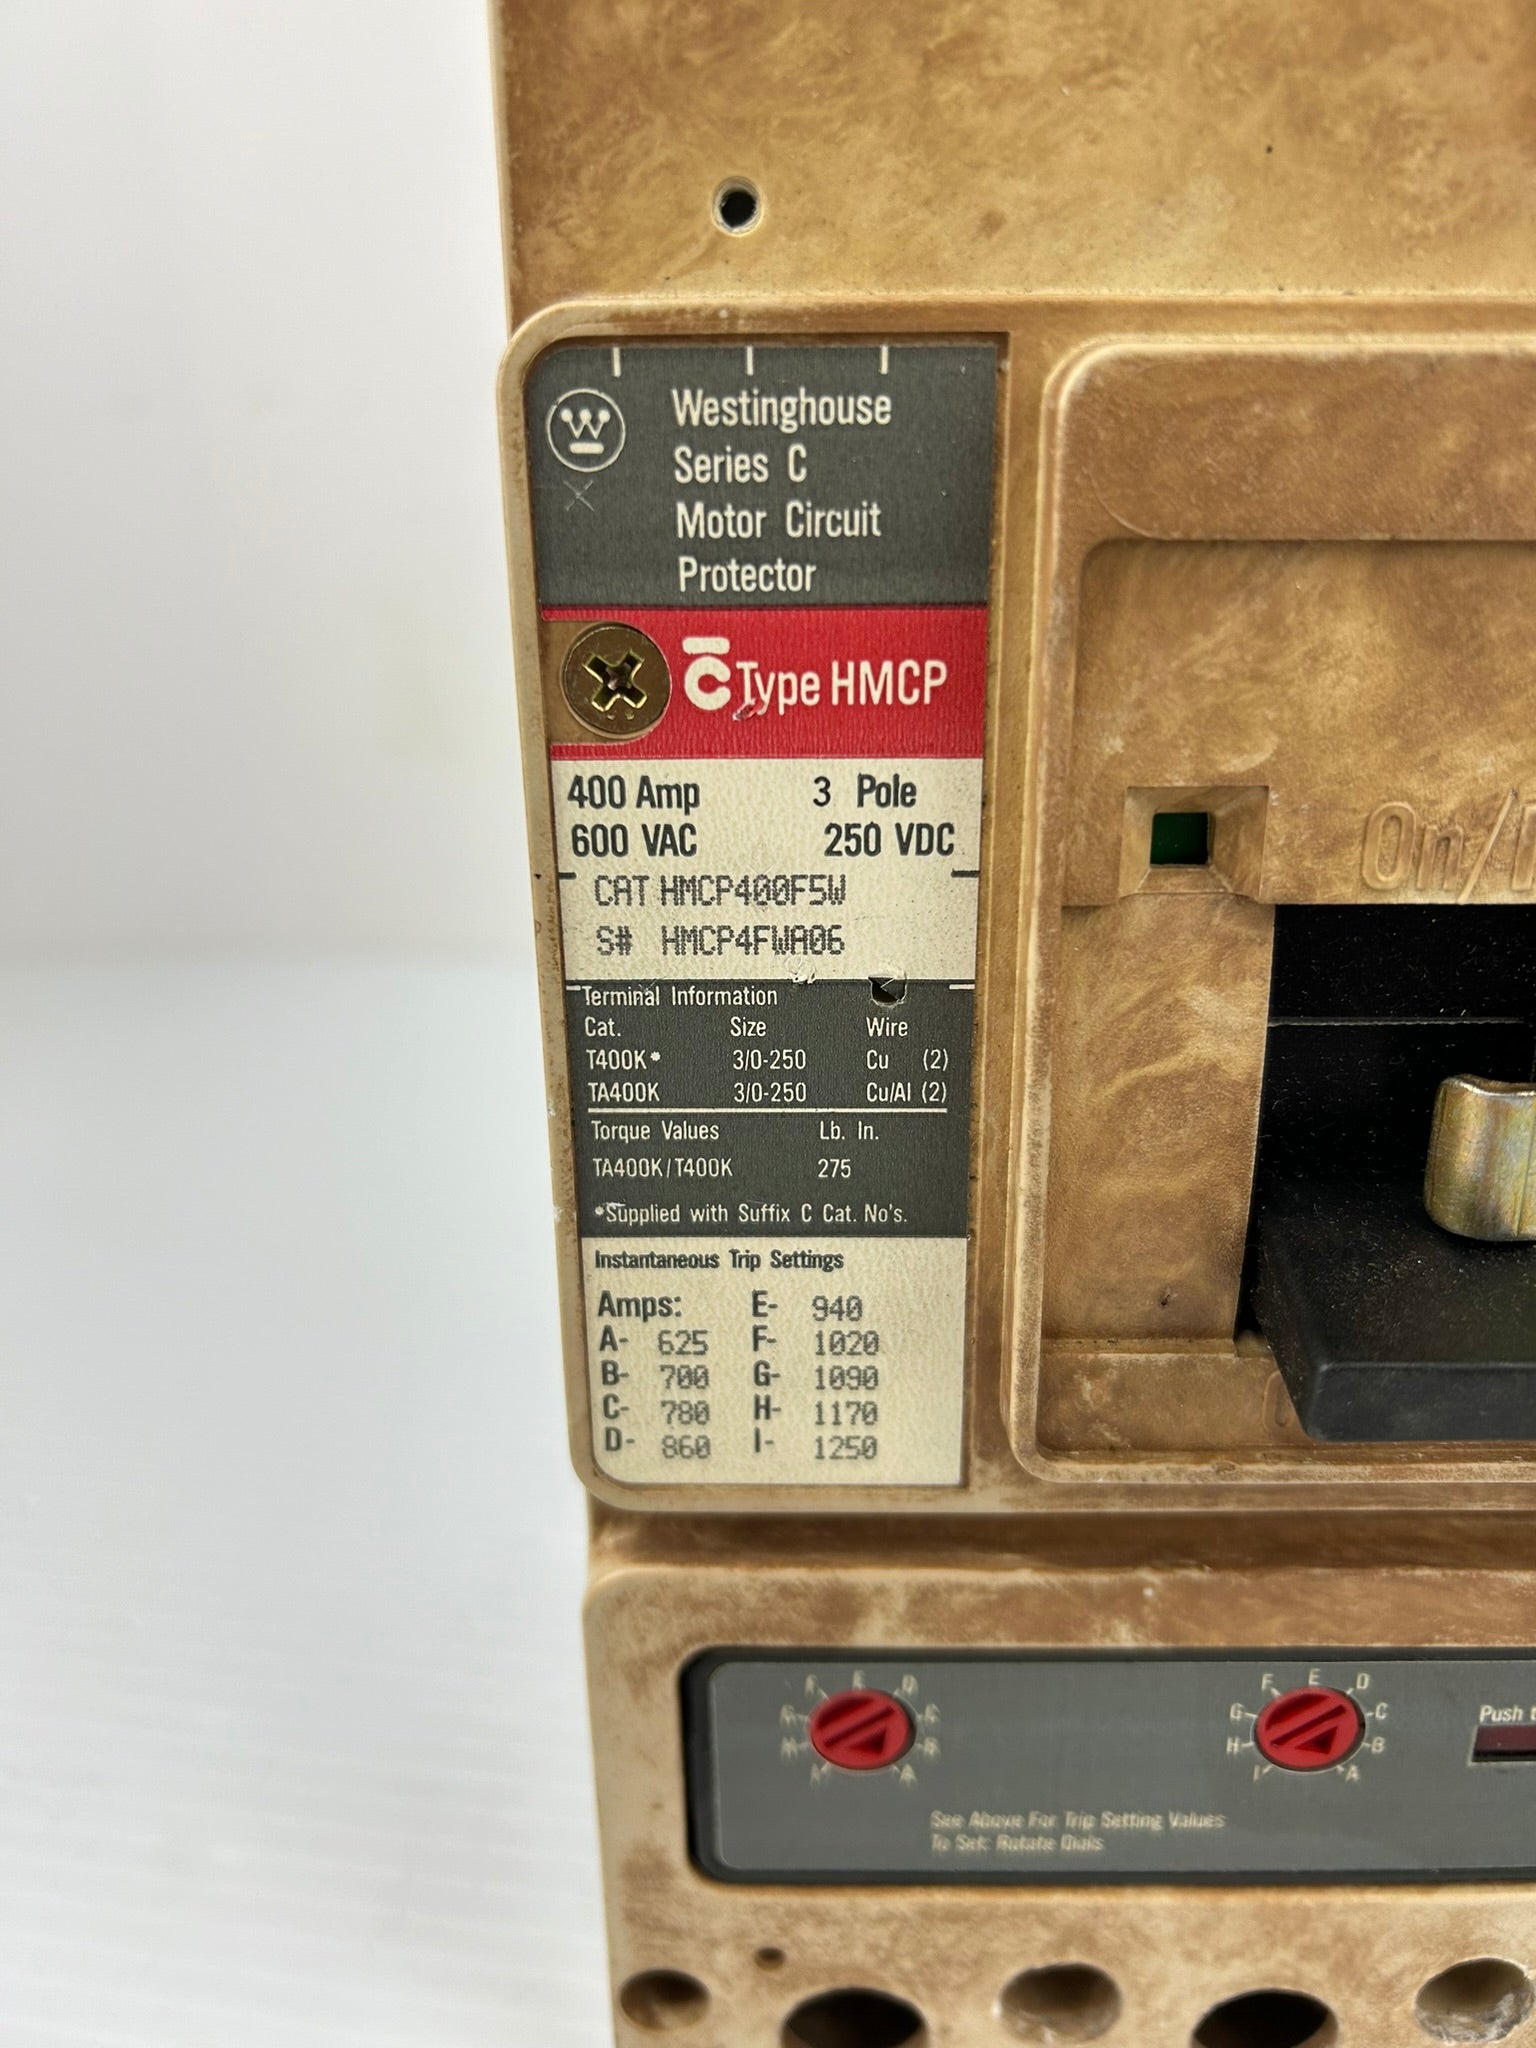 W
Westinghouse
Series C
Motor Circuit
Protector
C Type HMCP
400 Amp 3 Pole
600 VAC 250 VDC
CAT HMCP400F5W
S# HMCP4FWA06
Terminal Information
Cat. Size Wire
T400K* 3/0-250 Cu (2)
TA400K 3/0-250 Cu/Al (2)
Torque Values Lb. In.
TA400K/T400K 275
*Supplied with Suffix C Cat. No's.
Instantaneous Trip Settings
Amps: E- 940
A- 625 F- 1020
B- 700 G- 1090
C- 780 H- 1170
D- 860 I- 1250
On/
F E D
G C
H B
I A
F E D
G C
H B
I A
Push
See Above For Trip Setting Values
To Set: Rotate Dials